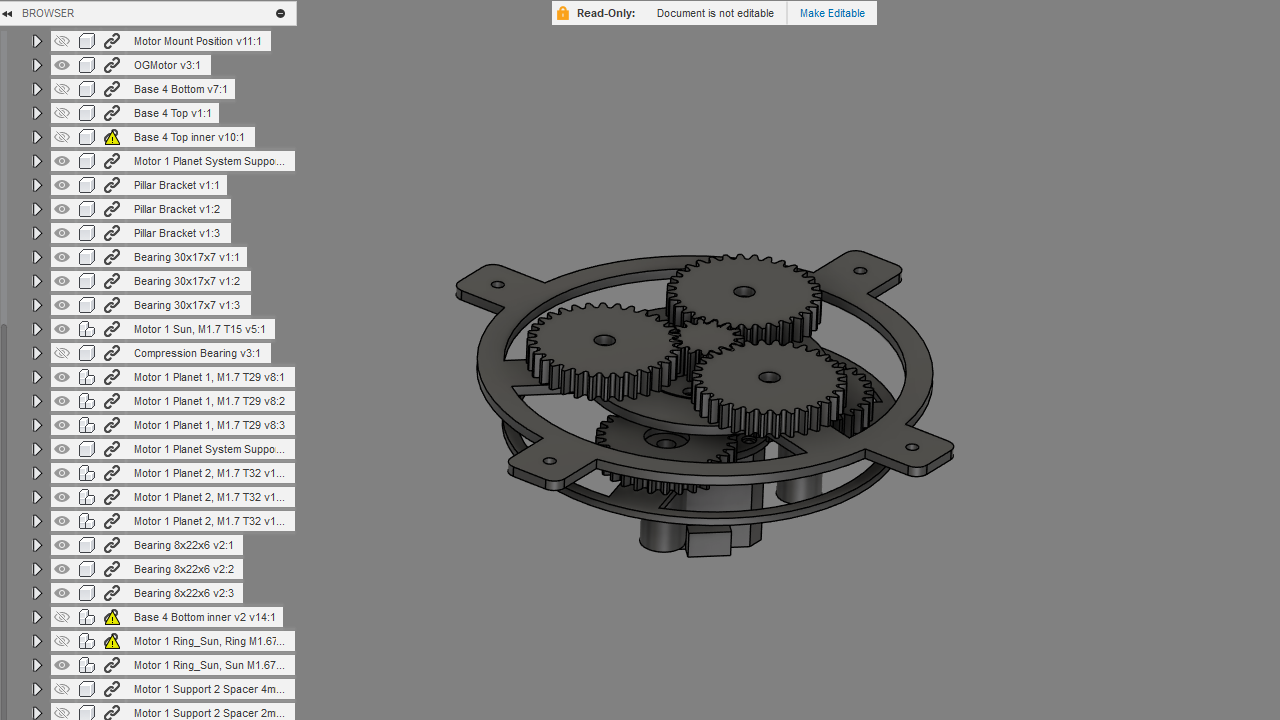 BROWSER
Read-Only: Document is not editable Make Editable
Motor Mount Position v11:1
OGMotor v3:1
Base 4 Bottom v7:1
Base 4 Top v1:1
Base 4 Top inner v10:1
Motor 1 Planet System Suppo...
Pillar Bracket v1:1
Pillar Bracket v1:2
Pillar Bracket v1:3
Bearing 30x17x7 v1:1
Bearing 30x17x7 v1:2
Bearing 30x17x7 v1:3
Motor 1 Sun, M1.7 T15 v5:1
Compression Bearing v3:1
Motor 1 Planet 1, M1.7 T29 v8:1
Motor 1 Planet 1, M1.7 T29 v8:2
Motor 1 Planet 1, M1.7 T29 v8:3
Motor 1 Planet System Suppo...
Motor 1 Planet 2, M1.7 T32 v1...
Motor 1 Planet 2, M1.7 T32 v1...
Motor 1 Planet 2, M1.7 T32 v1...
Bearing 8x22x6 v2:1
Bearing 8x22x6 v2:2
Bearing 8x22x6 v2:3
Base 4 Bottom inner v2 v14:1
Motor 1 Ring_Sun, Ring M1.67...
Motor 1 Ring_Sun, Sun M1.67...
Motor 1 Support 2 Spacer 4m...
Motor 1 Support 2 Spacer 2m...